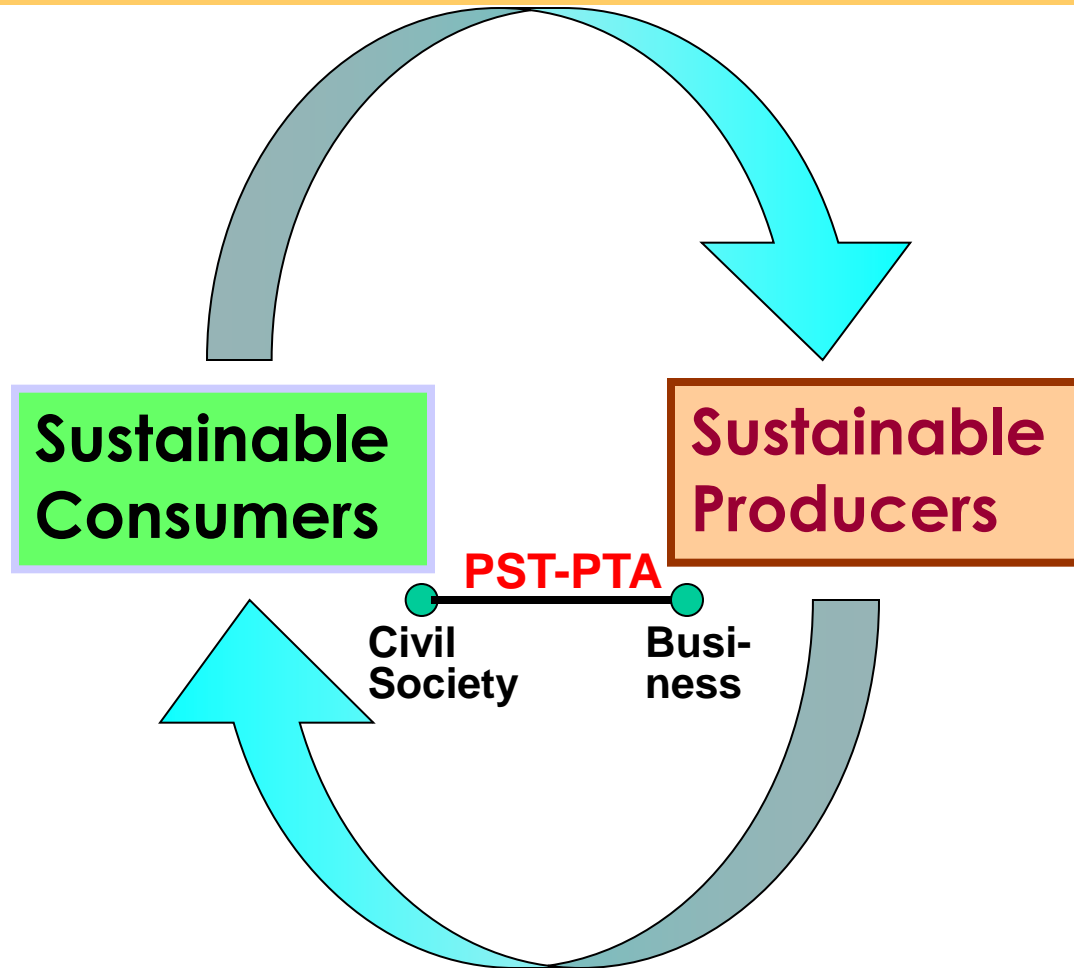 Sustainable
Consumers
Sustainable
Producers
PST-PTA
Civil
Society
Busi-
ness